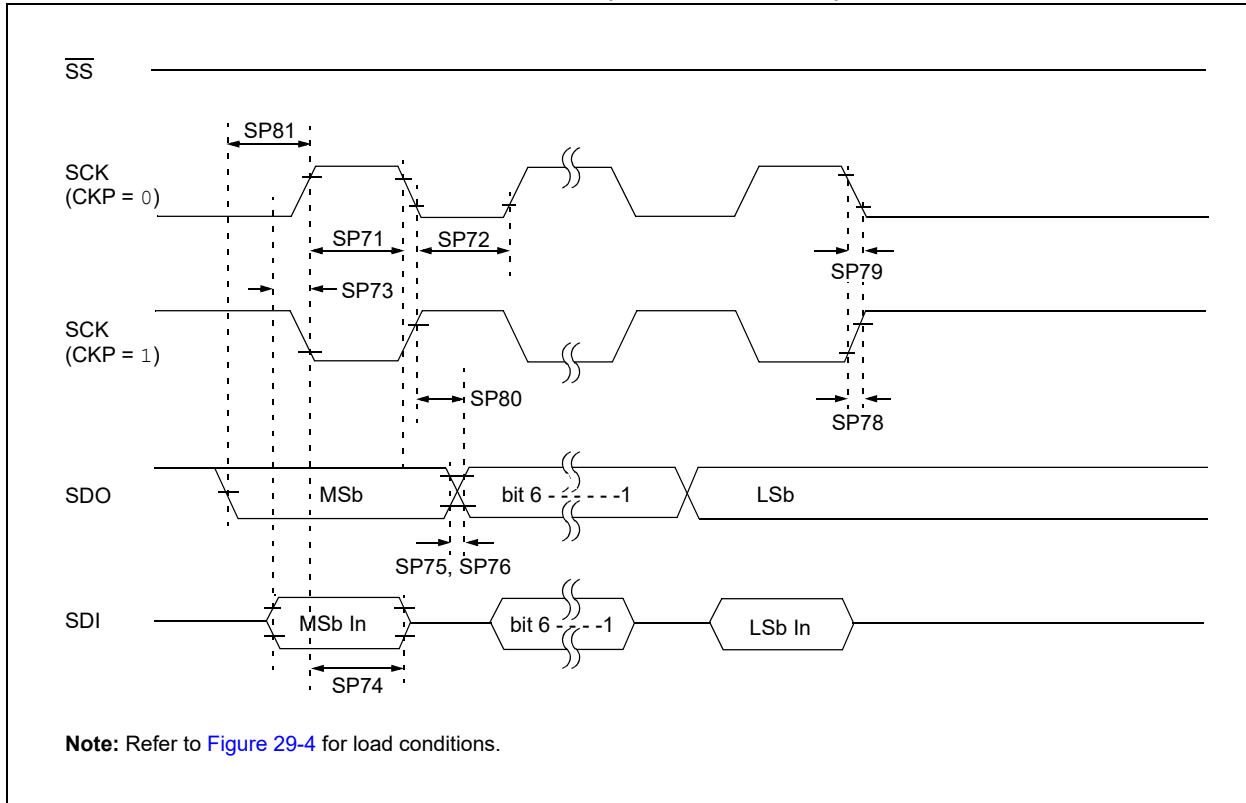 SS
SP81
SCK
(CKP = 0)
SP71
SP72
SP79
SP73
SCK
(CKP = 1)
SP80
SP78
SDO
MSb
bit 6 - - - - - -1
LSb
SP75, SP76
SDI
MSb In
bit 6 - - - -1
LSb In
SP74
Note: Refer to Figure 29-4 for load conditions.